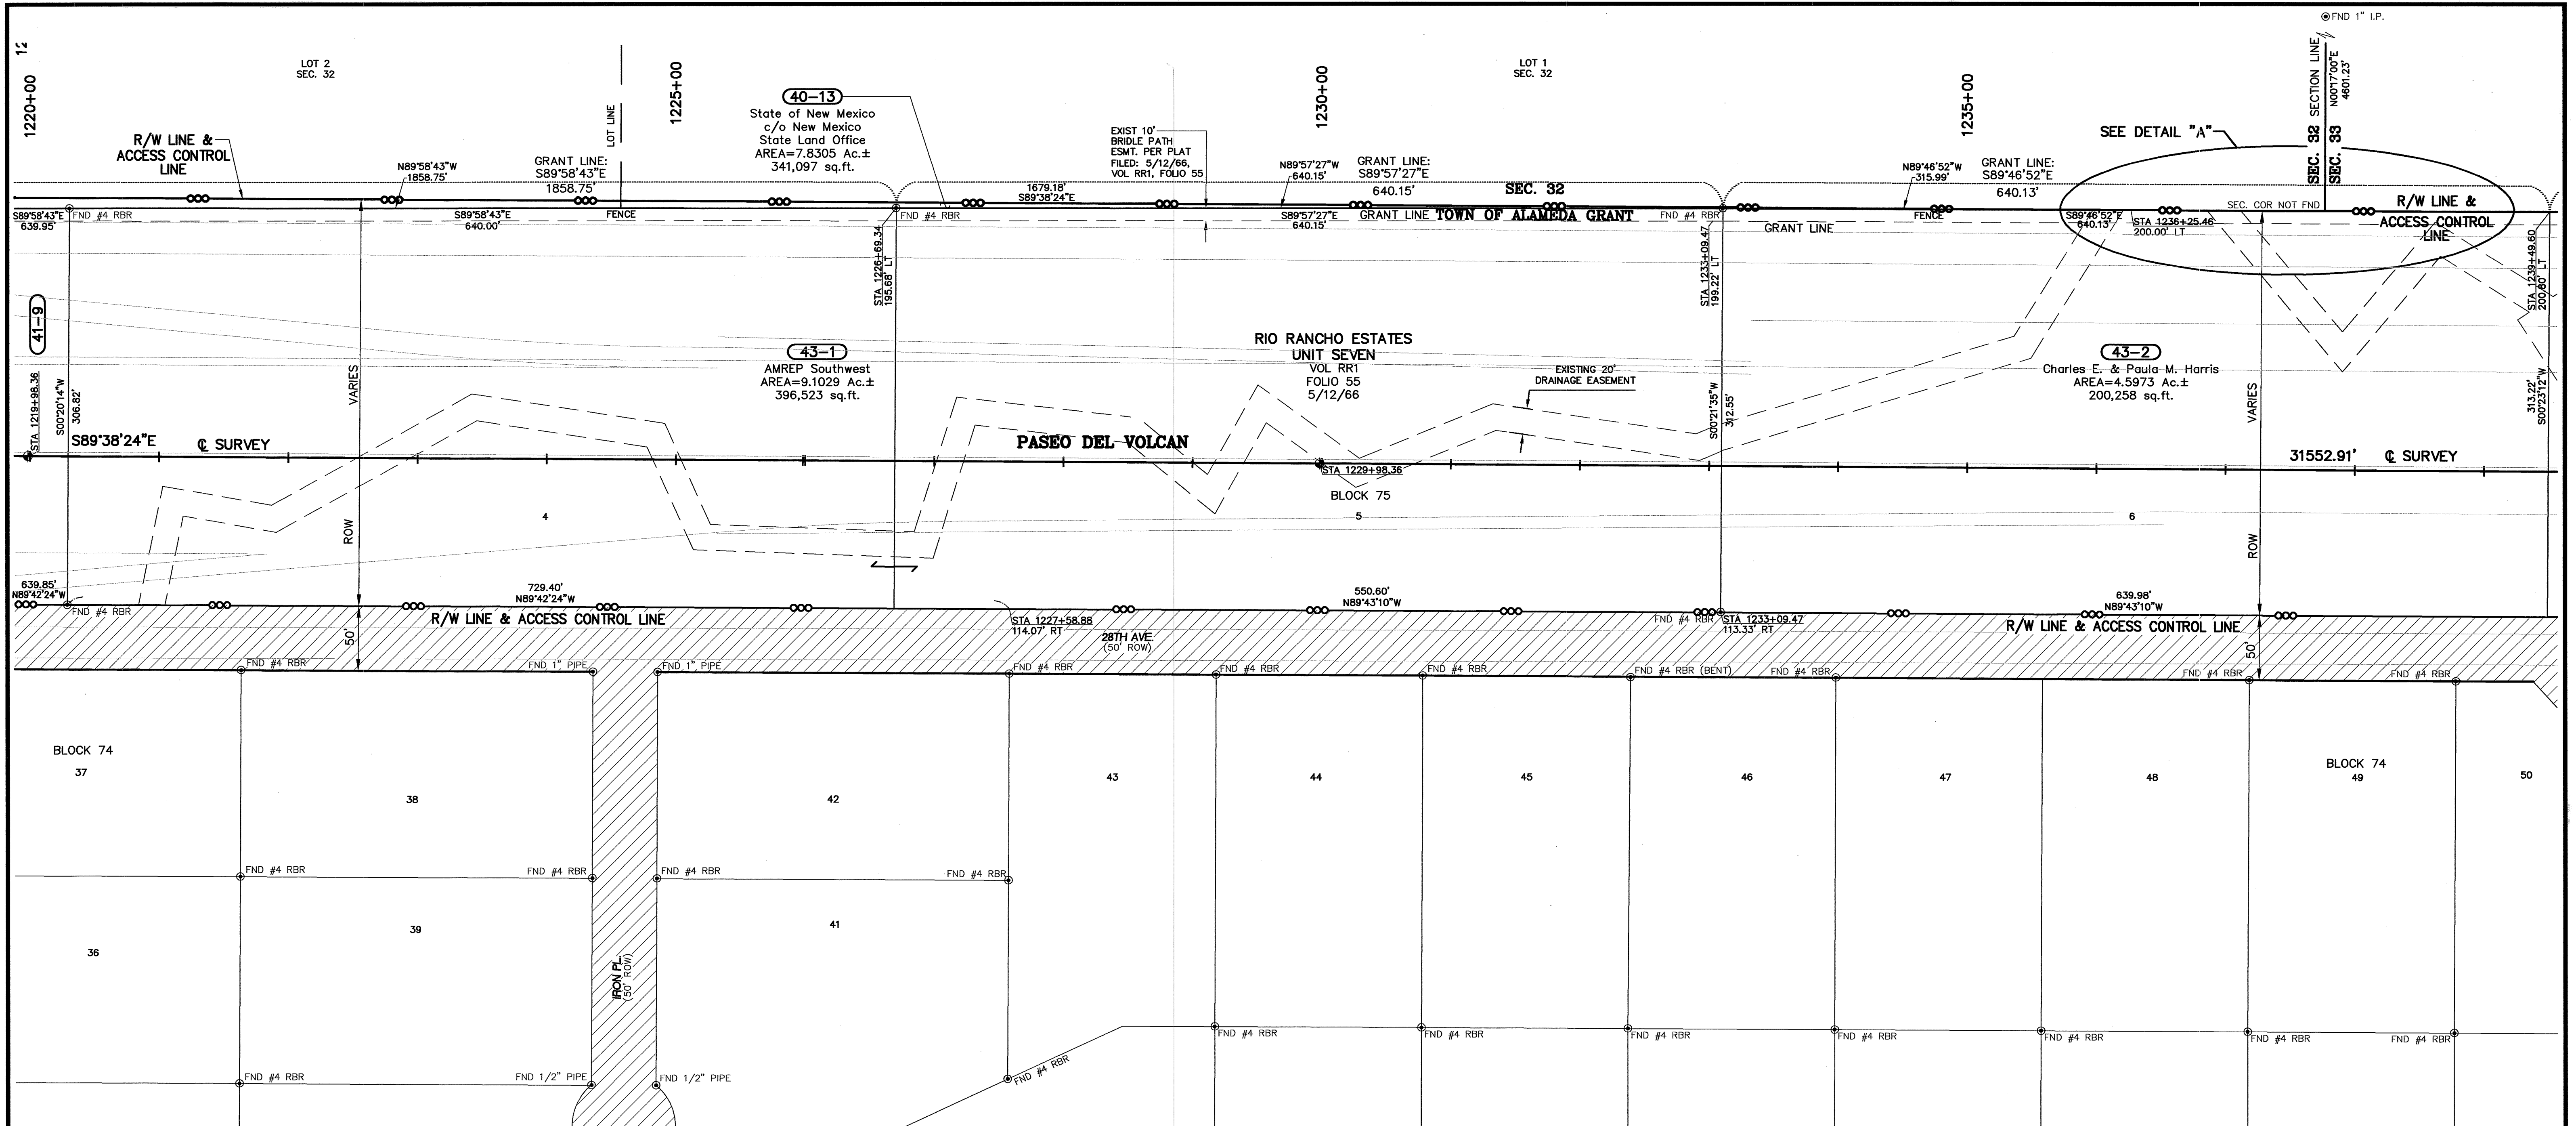 FND 1" I.P.
12
1220+00
LOT 2
SEC. 32
LOT LINE
1225+00
40-13
State of New Mexico
c/o New Mexico
State Land Office
AREA=7.8305 Ac.±
341,097 sq.ft.
EXIST 10'
BRIDLE PATH
ESMT. PER PLAT
FILED: 5/12/66,
VOL RR1, FOLIO 55
1230+00
LOT 1
SEC. 32
1235+00
SEE DETAIL "A"
SEC. 32
SECTION LINE
SEC. 33
N00°17'00"E
4601.23'
R/W LINE &
ACCESS CONTROL
LINE
N89°58'43"W
1858.75'
GRANT LINE:
S89°58'43"E
1858.75'
1679.18'
S89°38'24"E
N89°57'27"W
640.15'
GRANT LINE:
S89°57'27"E
640.15'
SEC. 32
N89°46'52"W
315.99'
GRANT LINE:
S89°46'52"E
640.13'
S89°58'43"E
639.95'
FND #4 RBR
S89°58'43"E
640.00'
FENCE
FND #4 RBR
S89°57'27"E
640.15'
GRANT LINE
TOWN OF ALAMEDA GRANT
FND #4 RBR
GRANT LINE
FENCE
S89°46'52"E
640.13'
STA 1236+25.46
200.00' LT
SEC. COR NOT FND
R/W LINE &
ACCESS CONTROL
LINE
STA 1226+69.34
195.68' LT
STA 1233+09.47
199.22' LT
STA 1239+49.60
200.60' LT
41-9
STA 1219+98.36
S00°20'14"W
306.82'
VARIES
43-1
AMREP Southwest
AREA=9.1029 Ac.±
396,523 sq.ft.
RIO RANCHO ESTATES
UNIT SEVEN
VOL RR1
FOLIO 55
5/12/66
EXISTING 20'
DRAINAGE EASEMENT
S00°21'35"W
312.55'
43-2
Charles E. & Paula M. Harris
AREA=4.5973 Ac.±
200,258 sq.ft.
VARIES
313.22'
S00°23'12"W
S89°38'24"E
℄ SURVEY
PASEO DEL VOLCAN
STA 1229+98.36
31552.91'
℄ SURVEY
BLOCK 75
4
5
6
ROW
ROW
639.85'
N89°42'24"W
FND #4 RBR
729.40'
N89°42'24"W
R/W LINE & ACCESS CONTROL LINE
50'
STA 1227+58.88
114.07' RT
28TH AVE.
(50' ROW)
550.60'
N89°43'10"W
FND #4 RBR
STA 1233+09.47
113.33' RT
639.98'
N89°43'10"W
R/W LINE & ACCESS CONTROL LINE
50'
FND #4 RBR
FND 1" PIPE
FND 1" PIPE
FND #4 RBR
FND #4 RBR
FND #4 RBR
FND #4 RBR (BENT)
FND #4 RBR
FND #4 RBR
FND #4 RBR
BLOCK 74
37
38
42
43
44
45
46
47
48
BLOCK 74
49
50
FND #4 RBR
FND #4 RBR
FND #4 RBR
FND #4 RBR
36
39
41
IRON PL.
(50' ROW)
FND #4 RBR
FND 1/2" PIPE
FND 1/2" PIPE
FND #4 RBR
FND #4 RBR
FND #4 RBR
FND #4 RBR
FND #4 RBR
FND #4 RBR
FND #4 RBR
FND #4 RBR